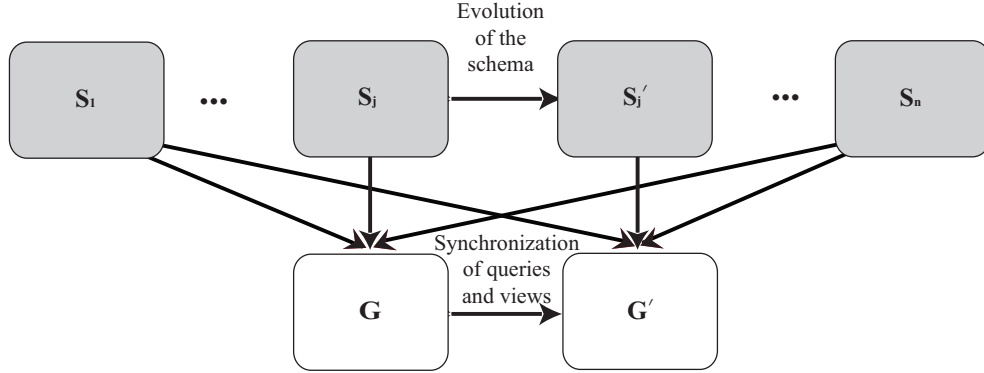 Evolution
of the
schema
S₁ ••• Sⱼ Sⱼ′ ••• Sₙ
Synchronization
of queries
and views
G G′